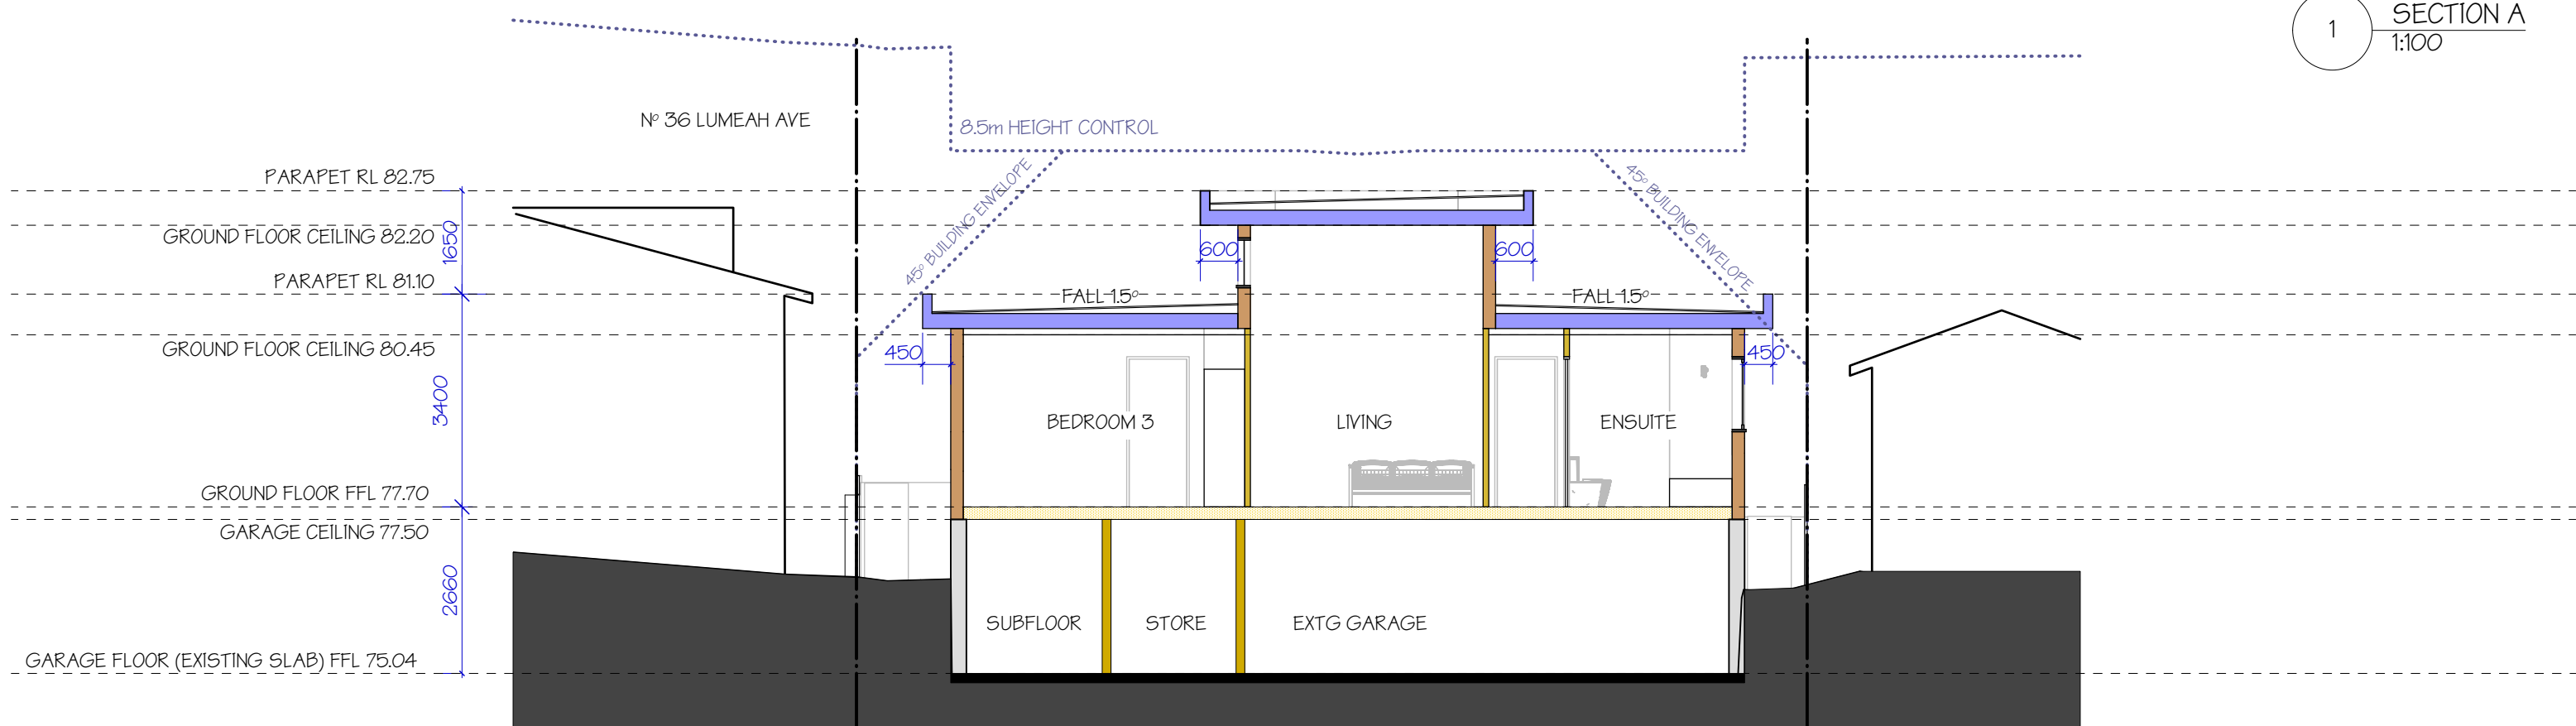 1
SECTION A
1:100
Nº 36 LUMEAH AVE
8.5m HEIGHT CONTROL
45º BUILDING ENVELOPE
45º BUILDING ENVELOPE
PARAPET RL 82.75
GROUND FLOOR CEILING 82.20
1650
600
600
PARAPET RL 81.10
FALL 1.5º
FALL 1.5º
GROUND FLOOR CEILING 80.45
450
450
3400
BEDROOM 3
LIVING
ENSUITE
GROUND FLOOR FFL 77.70
GARAGE CEILING 77.50
2660
SUBFLOOR
STORE
EXTG GARAGE
GARAGE FLOOR (EXISTING SLAB) FFL 75.04